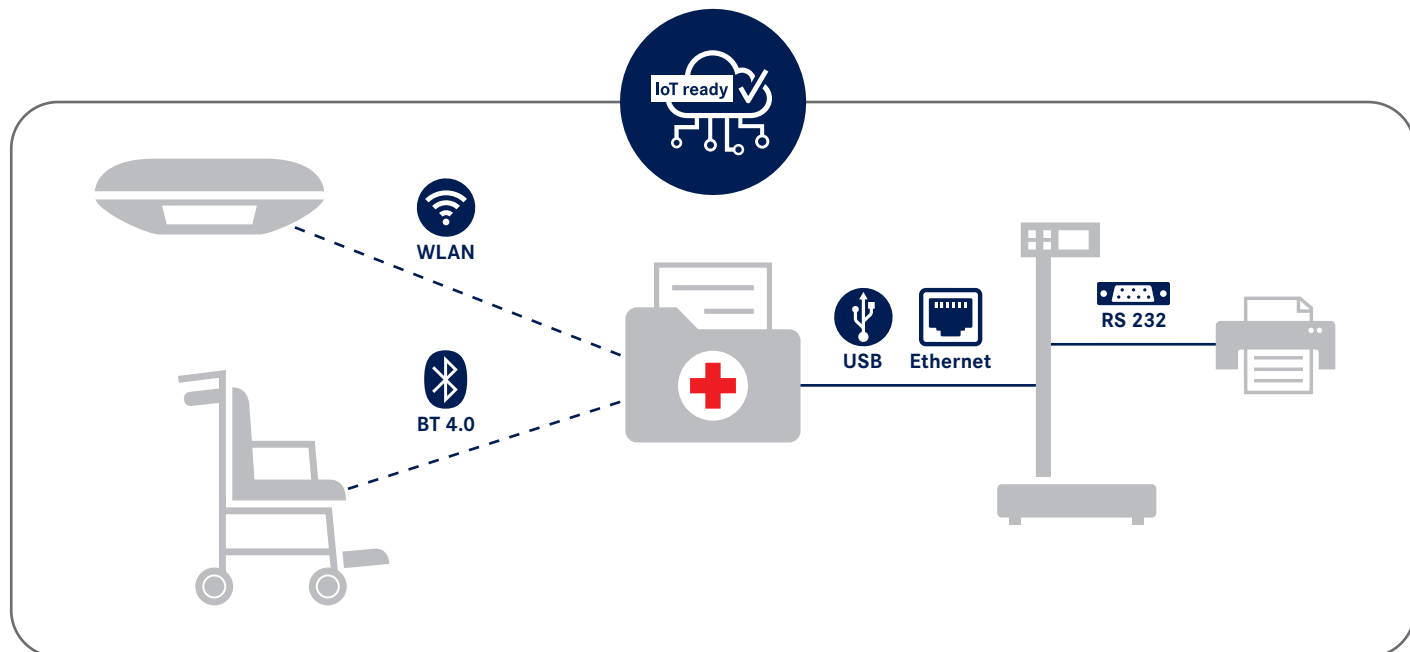 IoT ready
WLAN
BT 4.0
USB
Ethernet
RS 232